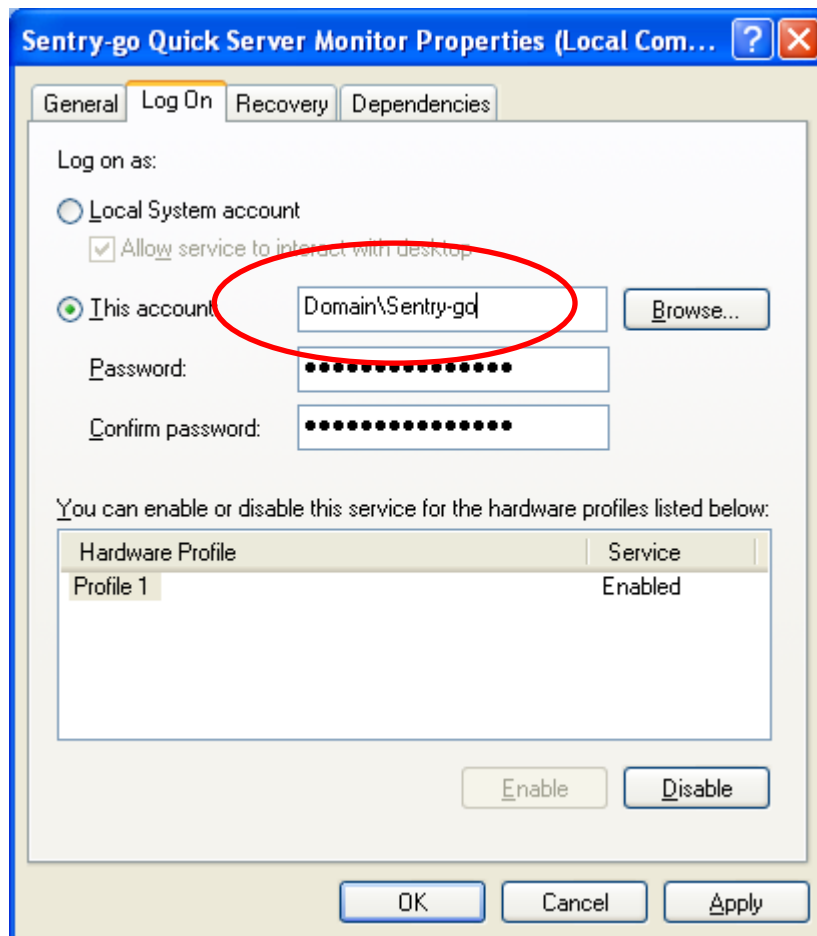 Sentry-go Quick Server Monitor Properties (Local Com...
General Log On Recovery Dependencies
Log on as:
Local System account
Allow service to interact with desktop
This account
Domain\Sentry-go
Browse...
Password:
●●●●●●●●●●●●●●●
Confirm password:
●●●●●●●●●●●●●●●
You can enable or disable this service for the hardware profiles listed below:
Hardware Profile Service
Profile 1 Enabled
Enable Disable
OK Cancel Apply